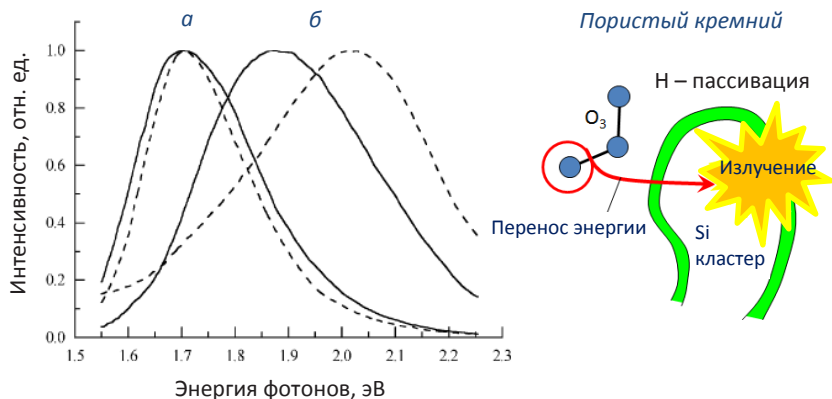 а
б
Пористый кремний
Интенсивность, отн. ед.
1.0
0.8
0.6
0.4
0.2
0.0
1.5
1.6
1.7
1.8
1.9
2.0
2.1
2.2
2.3
Энергия фотонов, эВ
H – пассивация
O3
Излучение
Перенос энергии
Si
кластер